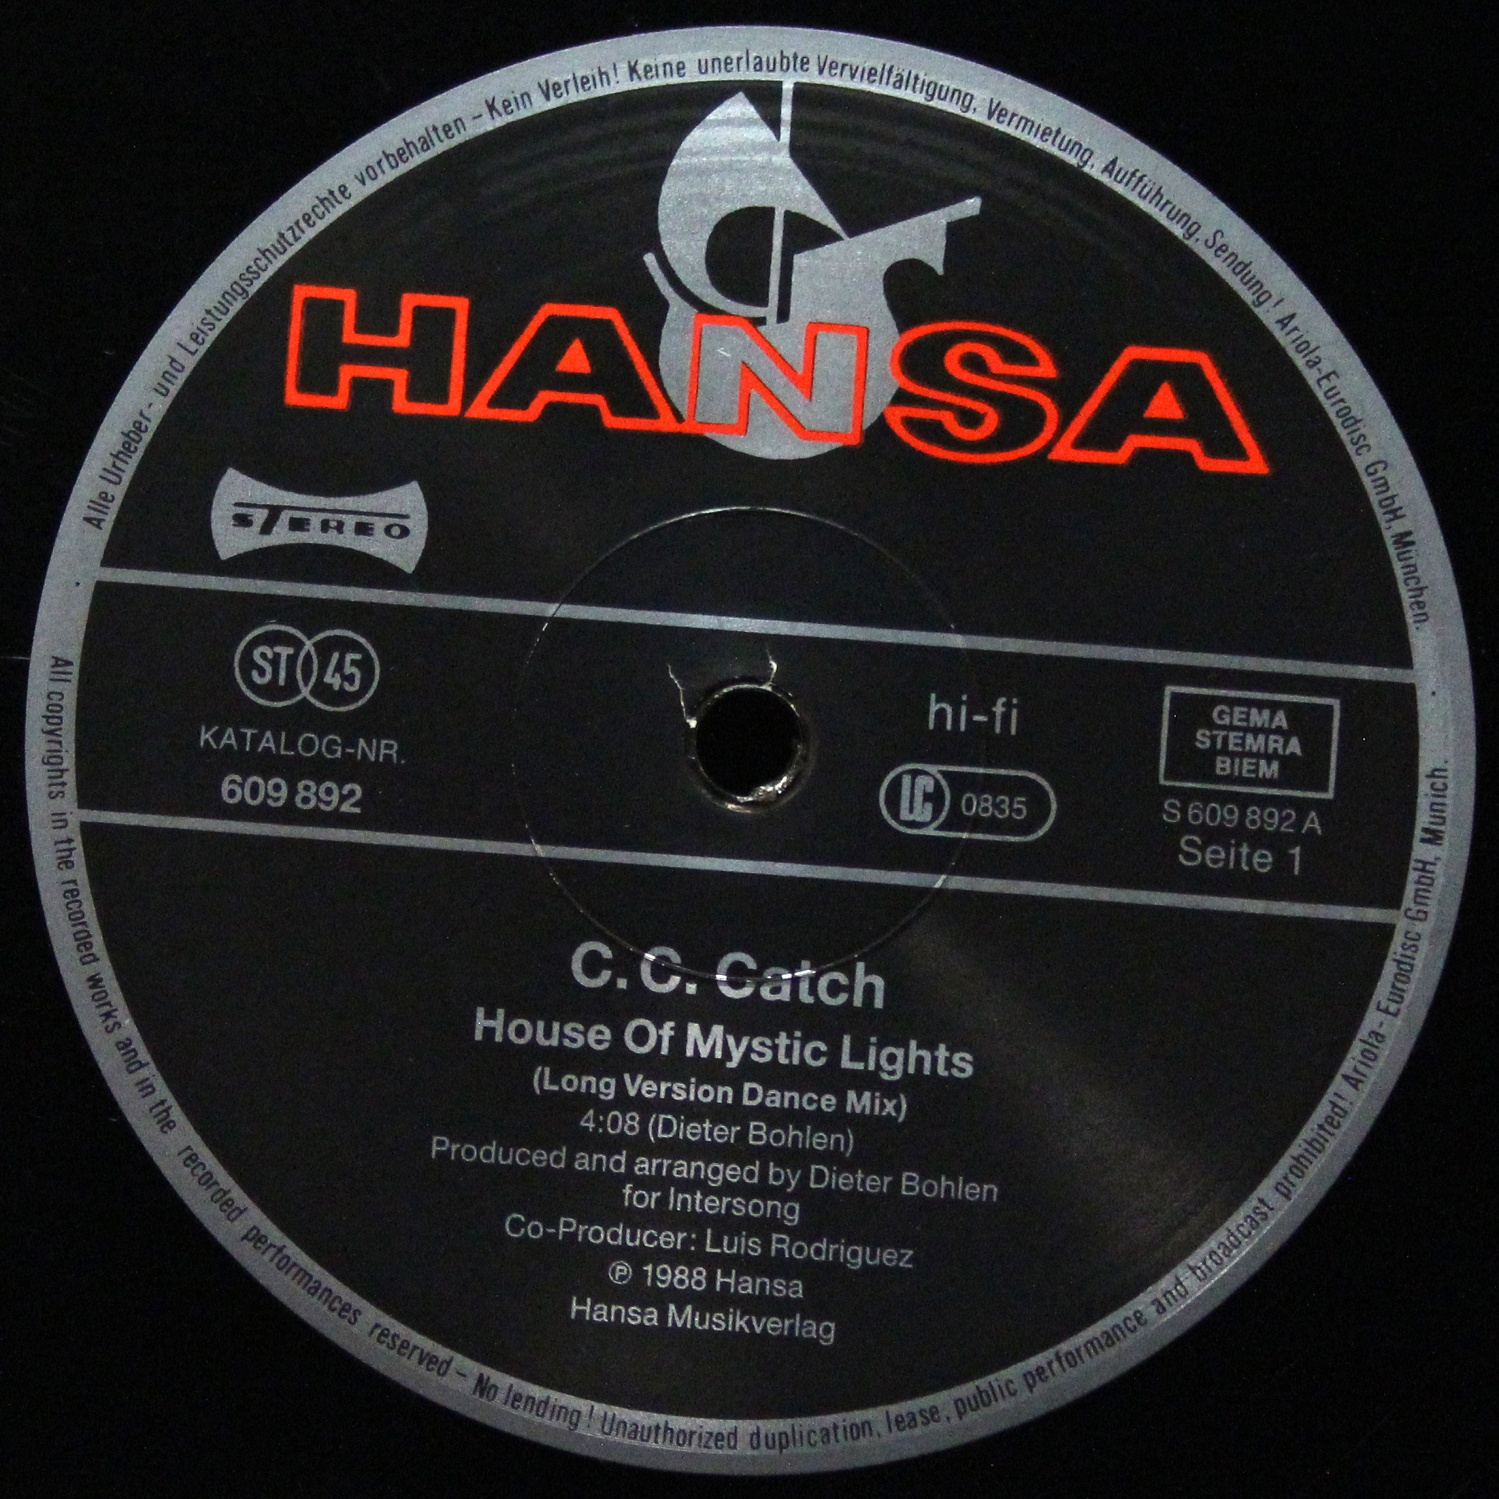 Alle Urheber- und Leistungsschutzrechte vorbehalten – Kein Verleih! Keine unerlaubte Vervielfältigung, Vermietung, Aufführung, Sendung! Ariola-Eurodisc GmbH, München.
HANSA
STEREO
ST 45
KATALOG-NR.
609 892
hi-fi
LC 0835
GEMA
STEMRA
BIEM
S 609 892 A
Seite 1
C. C. Catch
House Of Mystic Lights
(Long Version Dance Mix)
4:08 (Dieter Bohlen)
Produced and arranged by Dieter Bohlen
for Intersong
Co-Producer: Luis Rodriguez
℗ 1988 Hansa
Hansa Musikverlag
All copyrights in the recorded works and in the recorded performances reserved – No lending! Unauthorized duplication, lease, public performance and broadcast prohibited! Ariola- Eurodisc GmbH, Munich.